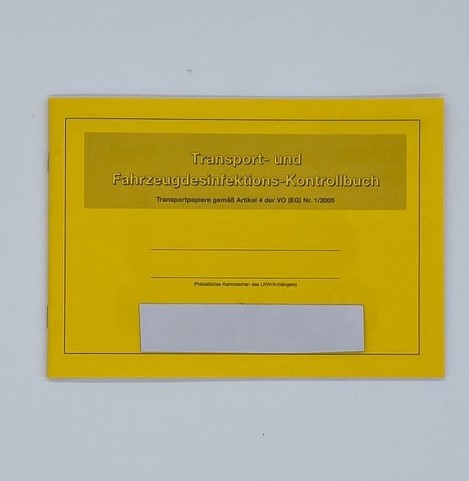 Transport- und
Fahrzeugdesinfektions-Kontrollbuch
Transportpapiere gemäß Artikel 4 der VO (EG) Nr. 1/2005
(Polizeiliches Kennzeichen des LKW/Anhängers)